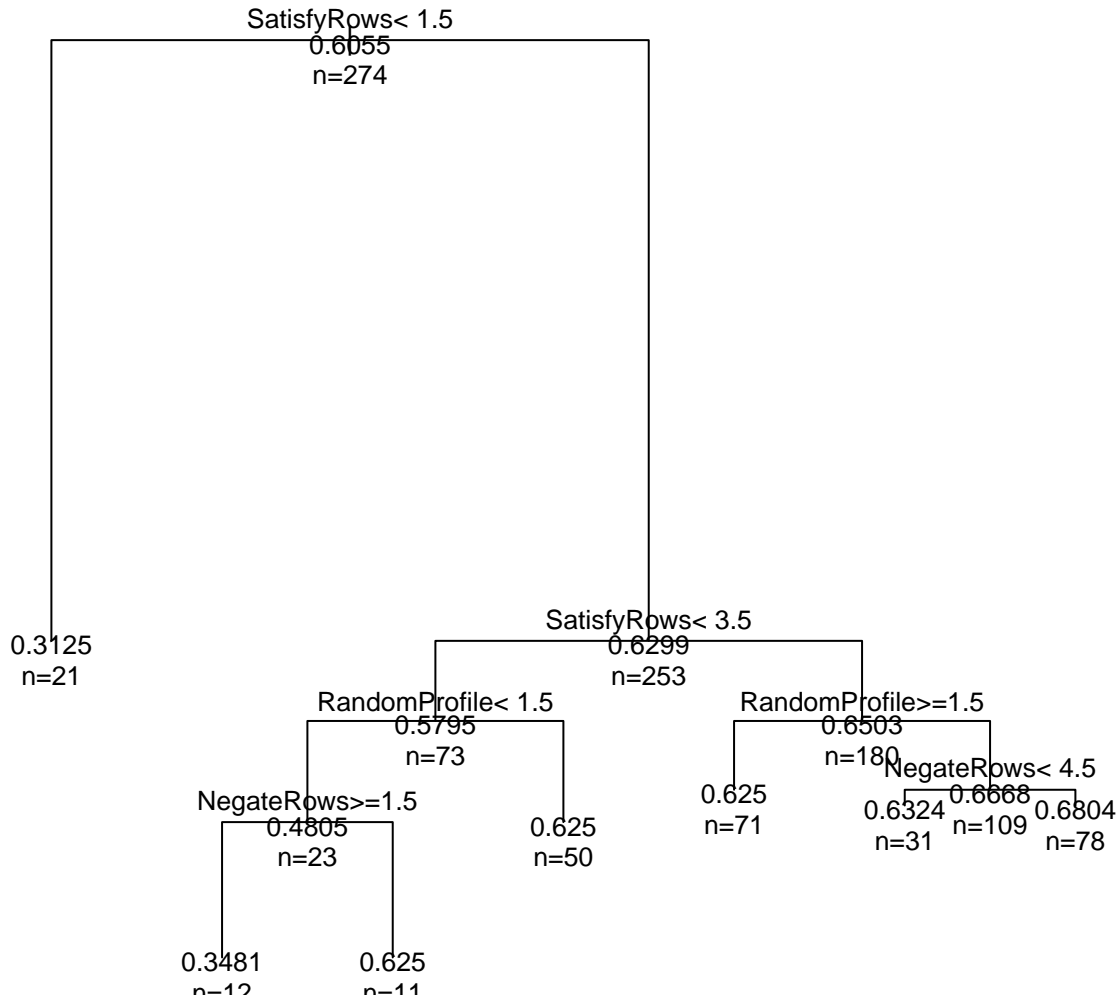 SatisfyRows< 1.5
0.6055
n=274
SatisfyRows< 3.5
0.3125
n=21
0.6299
n=253
RandomProfile< 1.5
RandomProfile>=1.5
0.5795
n=73
0.6503
n=180
NegateRows< 4.5
NegateRows>=1.5
0.625
n=71
0.6324
n=31
0.6668
n=109
0.6804
n=78
0.4805
n=23
0.625
n=50
0.3481
n=12
0.625
n=11